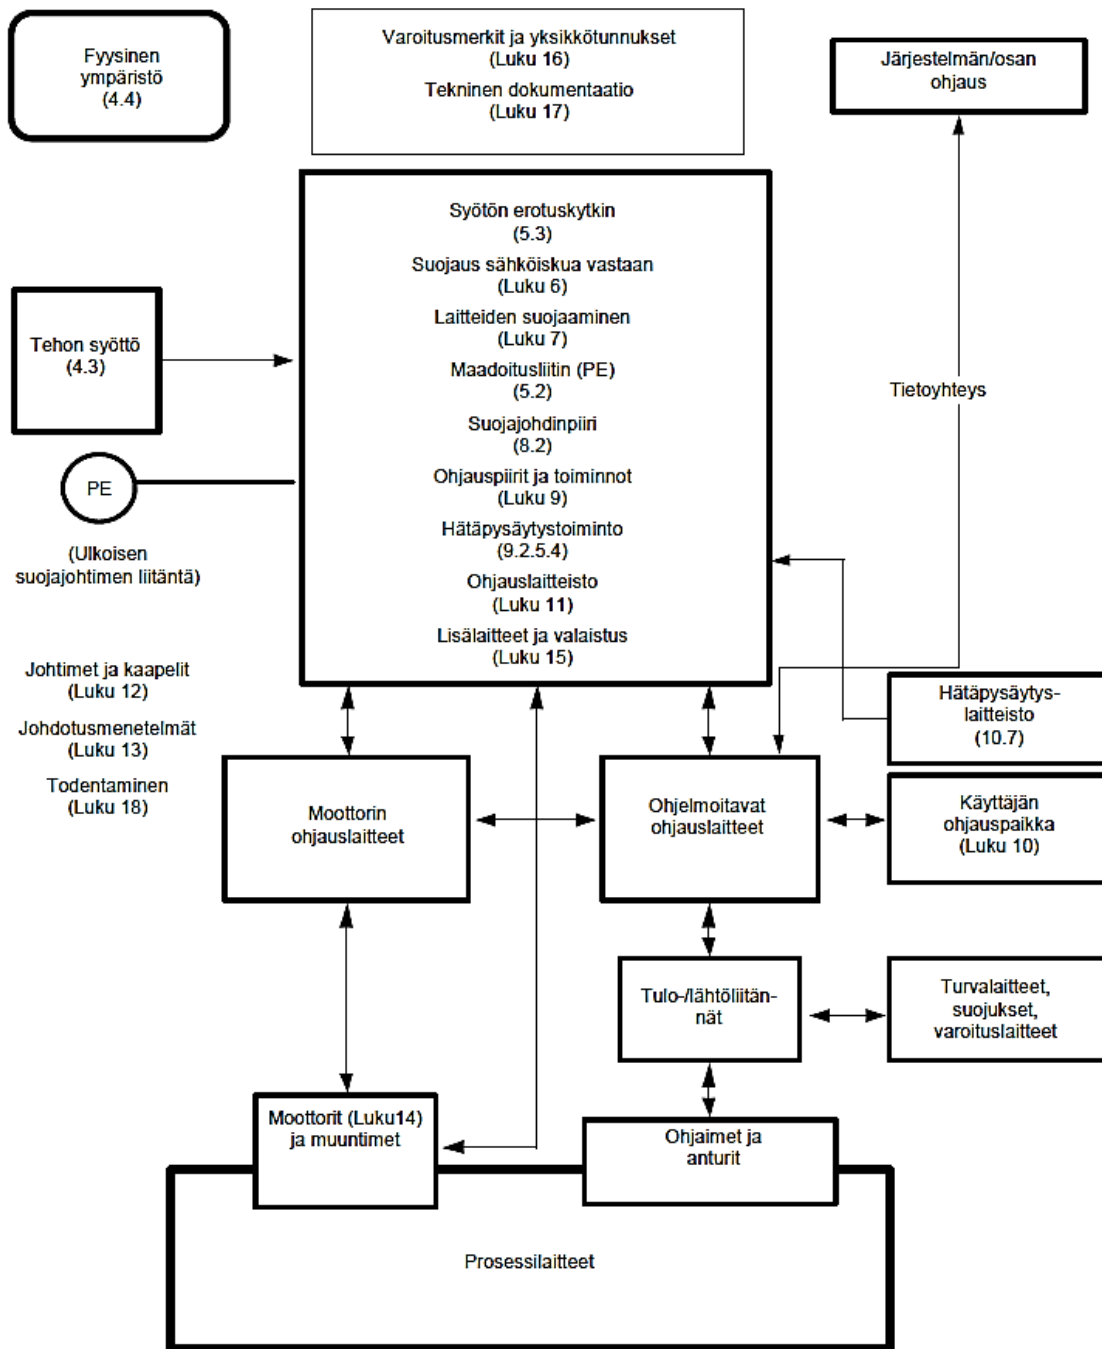 Fyysinen
ympäristö
(4.4)
Varoitusmerkit ja yksikkötunnukset
(Luku 16)
Tekninen dokumentaatio
(Luku 17)
Järjestelmän/osan
ohjaus
Syötön erotuskytkin
(5.3)
Suojaus sähköiskua vastaan
(Luku 6)
Laitteiden suojaaminen
(Luku 7)
Maadoitusliitin (PE)
(5.2)
Suojajohdinpiiri
(8.2)
Ohjauspiirit ja toiminnot
(Luku 9)
Hätäpysäytystoiminto
(9.2.5.4)
Ohjauslaitteisto
(Luku 11)
Lisälaitteet ja valaistus
(Luku 15)
Tehon syöttö
(4.3)
PE
(Ulkoisen
suojajohtimen liitäntä)
Tietoyhteys
Johtimet ja kaapelit
(Luku 12)
Johdotusmenetelmät
(Luku 13)
Todentaminen
(Luku 18)
Hätäpysäytys-
laitteisto
(10.7)
Moottorin
ohjauslaitteet
Ohjelmoitavat
ohjauslaitteet
Käyttäjän
ohjauspaikka
(Luku 10)
Tulo-/lähtöliitän-
nät
Turvalaitteet,
suojukset,
varoituslaitteet
Moottorit (Luku14)
ja muuntimet
Ohjaimet ja
anturit
Prosessilaitteet